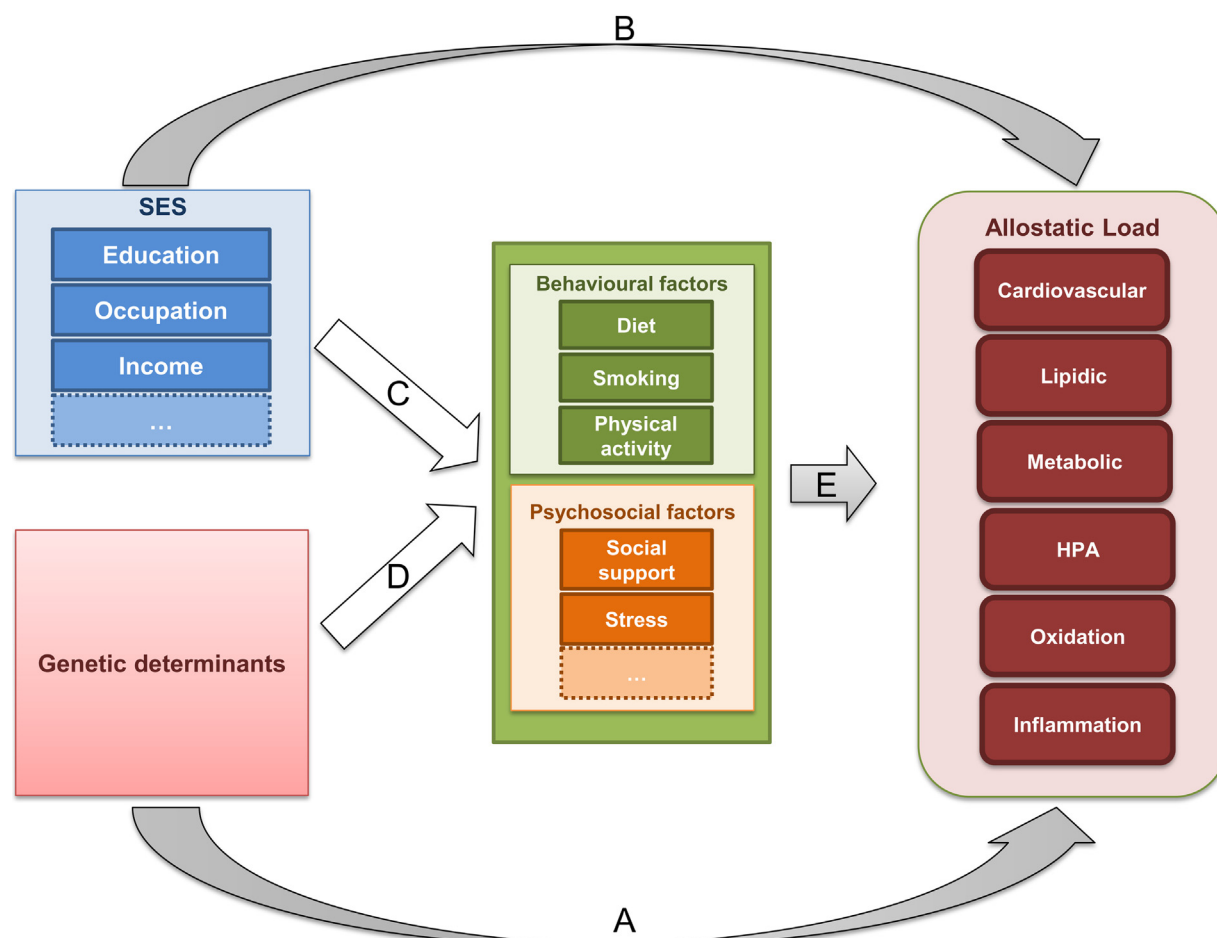 B
SES
Education
Occupation
Income
...
C
Genetic determinants
D
Behavioural factors
Diet
Smoking
Physical
activity
Psychosocial factors
Social
support
Stress
...
E
Allostatic Load
Cardiovascular
Lipidic
Metabolic
HPA
Oxidation
Inflammation
A